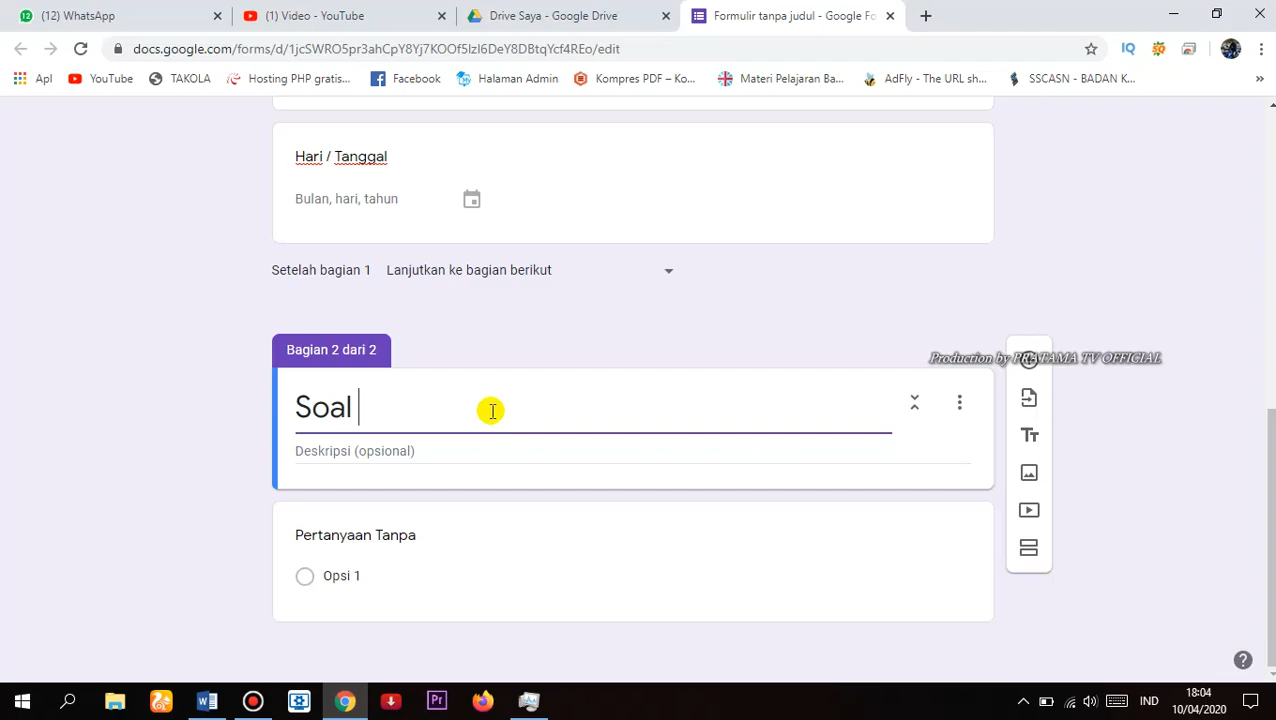 (12) WhatsApp
(1) Video - YouTube
Drive Saya - Google Drive
Formulir tanpa judul - Google Fo
docs.google.com/forms/d/1jcSWRO5pr3ahCpY8Yj7KOOf5lzI6DeY8DBtqYcf4REo/edit
IQ
Apl
YouTube
TAKOLA
Hosting PHP gratis...
Facebook
Halaman Admin
Kompres PDF – Ko...
Materi Pelajaran Ba...
AdFly - The URL sh...
SSCASN - BADAN K...
Hari / Tanggal
Bulan, hari, tahun
Setelah bagian 1 Lanjutkan ke bagian berikut
Bagian 2 dari 2
Production by PRATAMA TV OFFICIAL
Soal
Deskripsi (opsional)
Pertanyaan Tanpa
Opsi 1
IND
18:04
10/04/2020